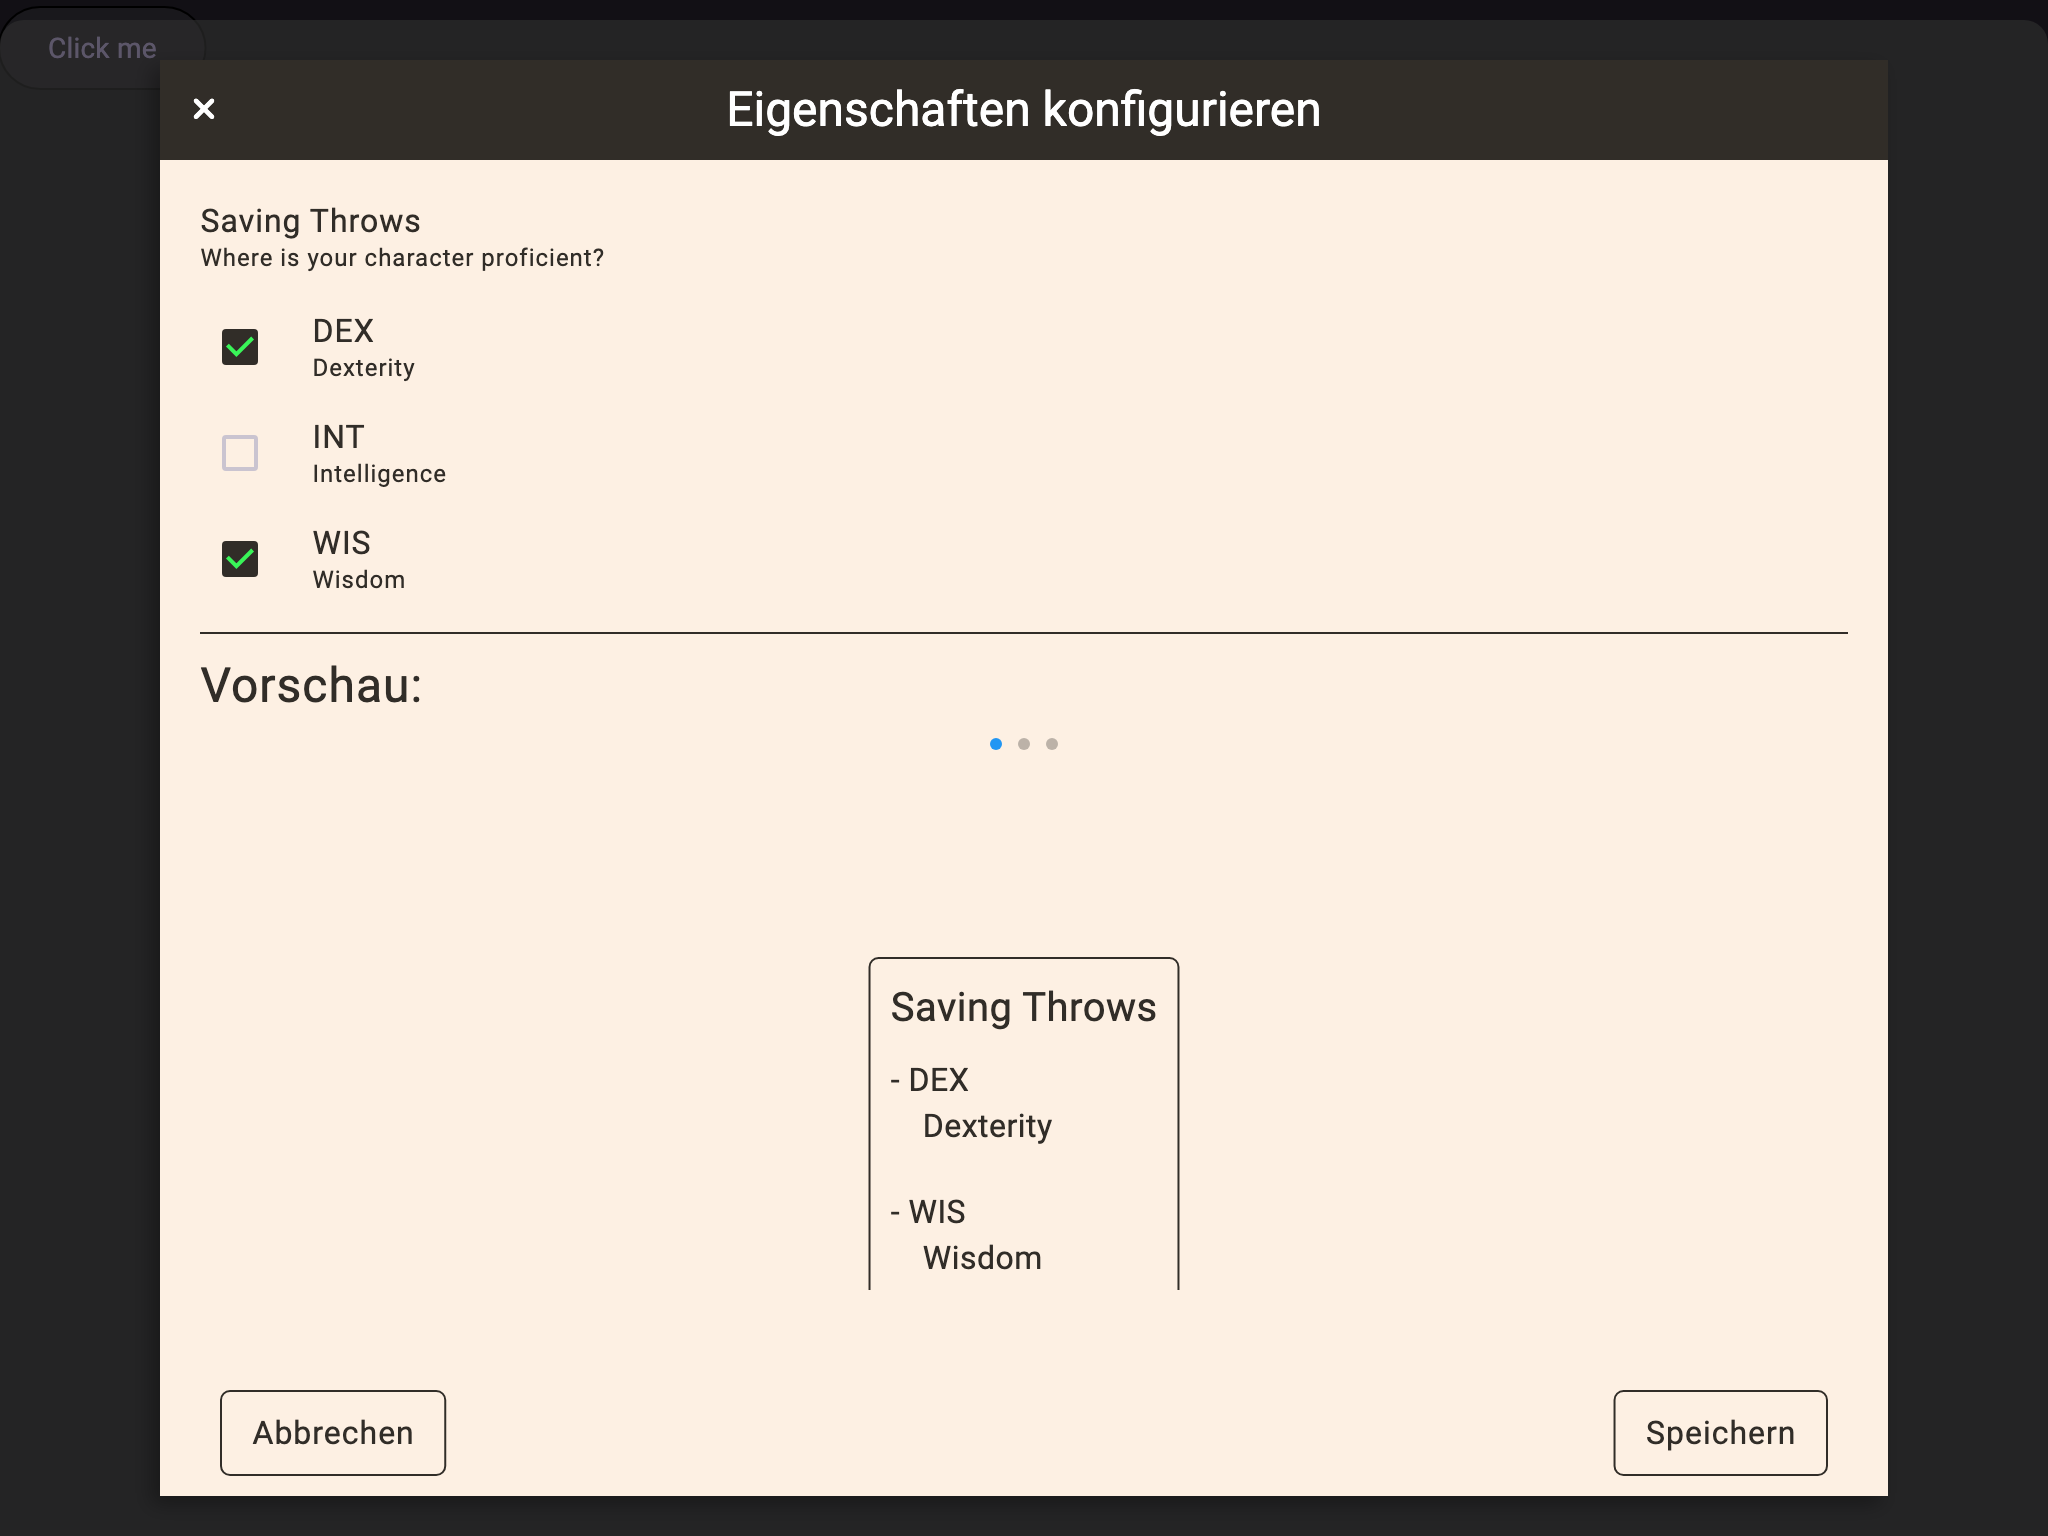 Click me
Eigenschaften konfigurieren
Saving Throws
Where is your character proficient?
DEX
Dexterity
INT
Intelligence
WIS
Wisdom
Vorschau:
Saving Throws
- DEX
Dexterity
- WIS
Wisdom
Abbrechen
Speichern